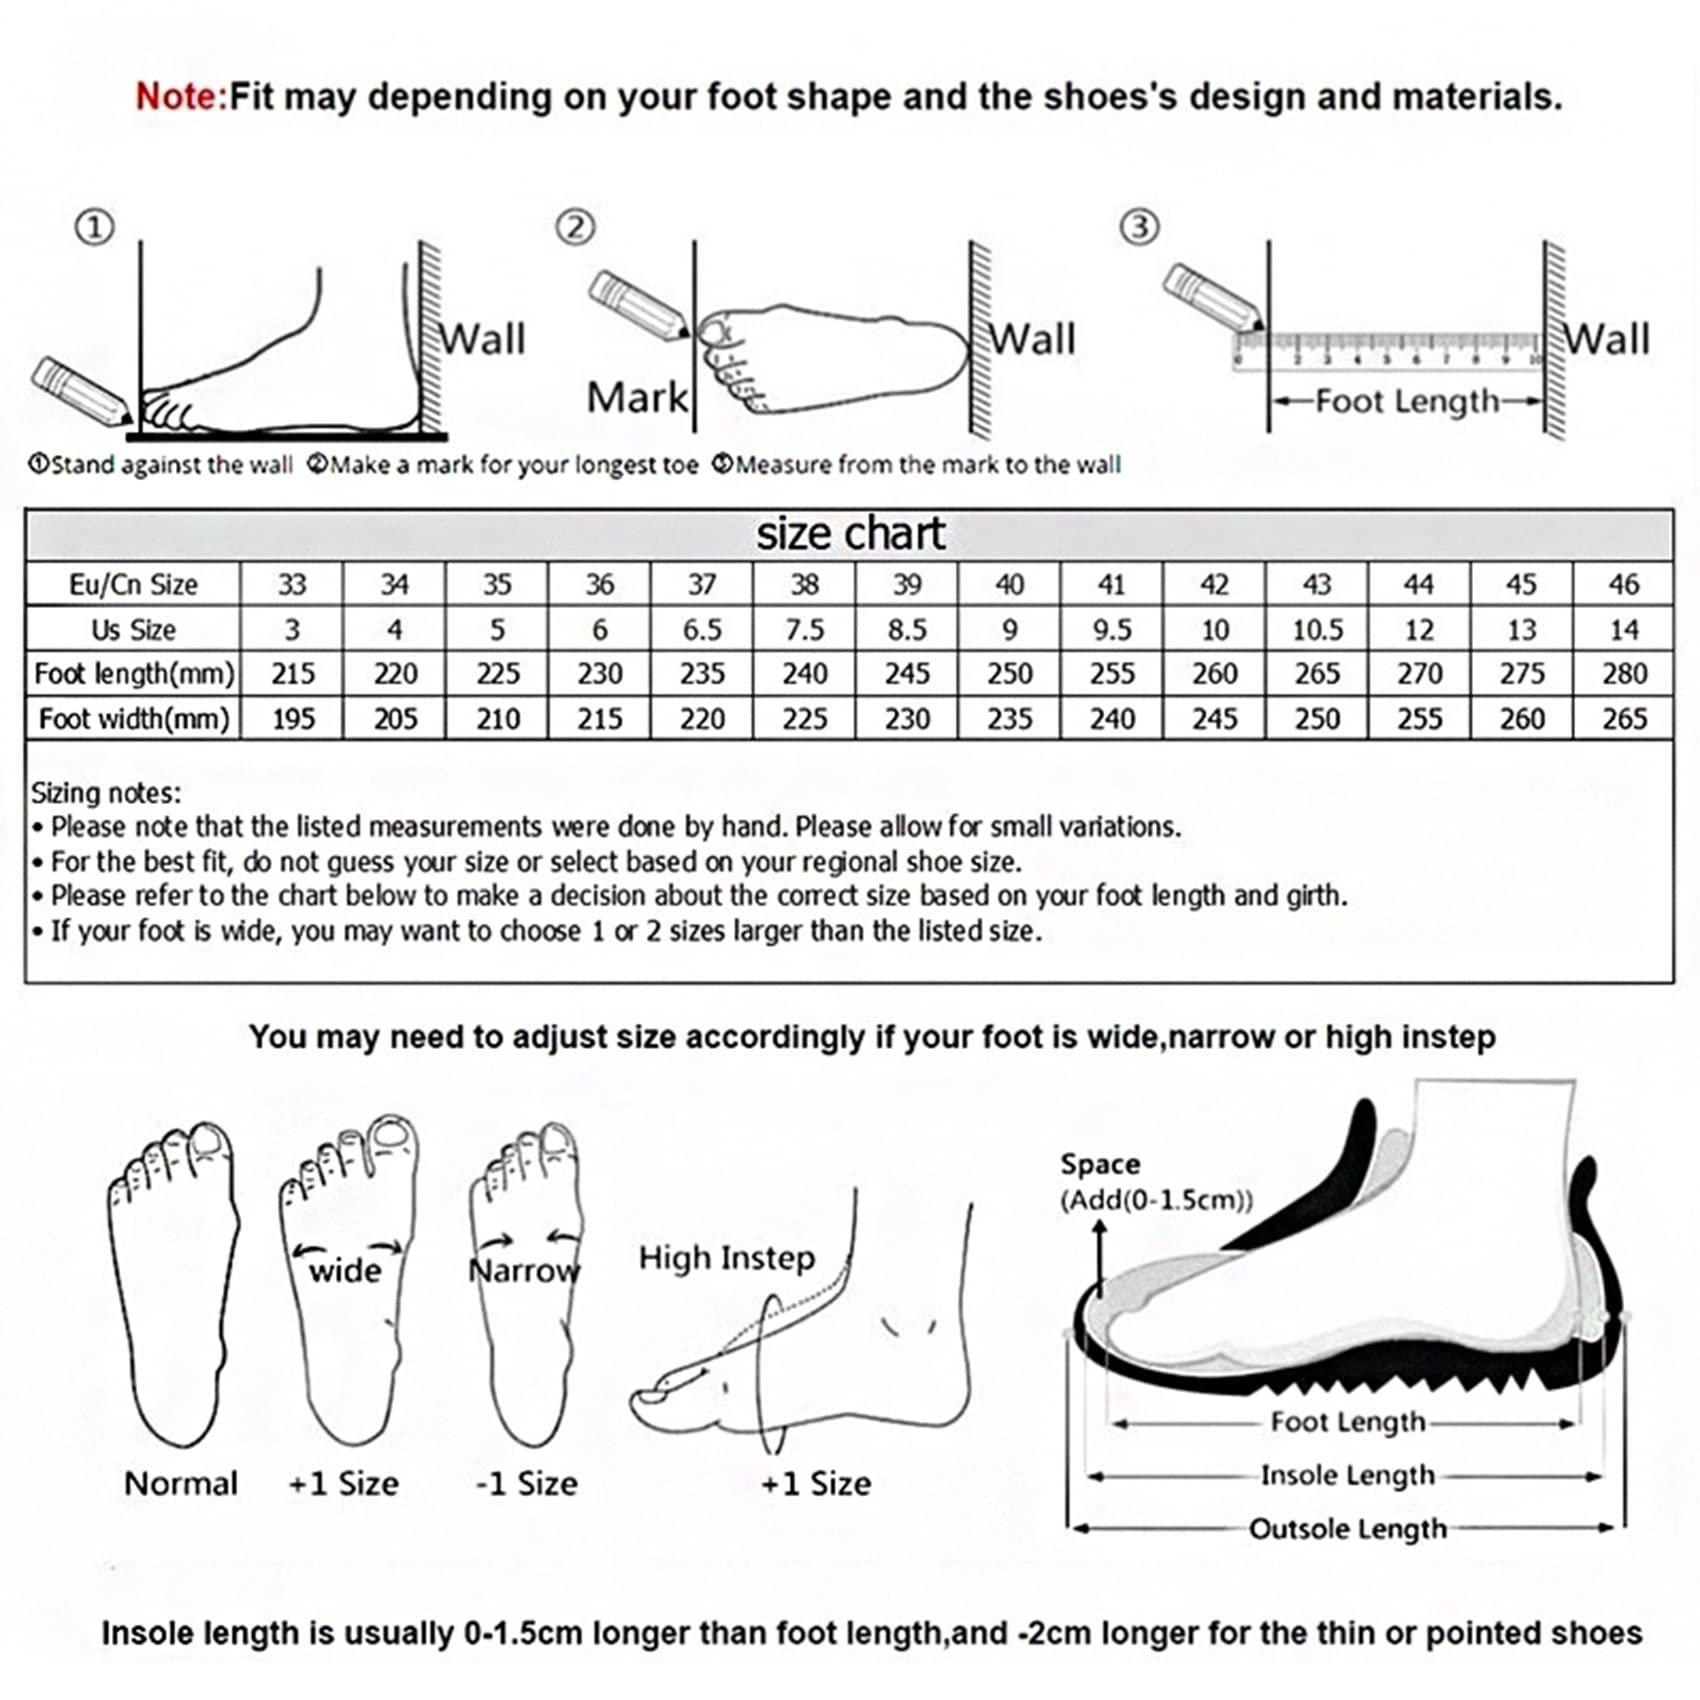 Note:Fit may depending on your foot shape and the shoes's design and materials.
① ② ③
Wall Wall Wall
Mark
0 2 3 4 5 6 7 8 9 10
Foot Length
①Stand against the wall ②Make a mark for your longest toe ③Measure from the mark to the wall
size chart
Eu/Cn Size 33 34 35 36 37 38 39 40 41 42 43 44 45 46
Us Size 3 4 5 6 6.5 7.5 8.5 9 9.5 10 10.5 12 13 14
Foot length(mm) 215 220 225 230 235 240 245 250 255 260 265 270 275 280
Foot width(mm) 195 205 210 215 220 225 230 235 240 245 250 255 260 265
Sizing notes:
• Please note that the listed measurements were done by hand. Please allow for small variations.
• For the best fit, do not guess your size or select based on your regional shoe size.
• Please refer to the chart below to make a decision about the correct size based on your foot length and girth.
• If your foot is wide, you may want to choose 1 or 2 sizes larger than the listed size.
You may need to adjust size accordingly if your foot is wide,narrow or high instep
wide
Narrow
High Instep
Normal +1 Size -1 Size +1 Size
Space
(Add(0-1.5cm))
Foot Length
Insole Length
Outsole Length
Insole length is usually 0-1.5cm longer than foot length,and -2cm longer for the thin or pointed shoes